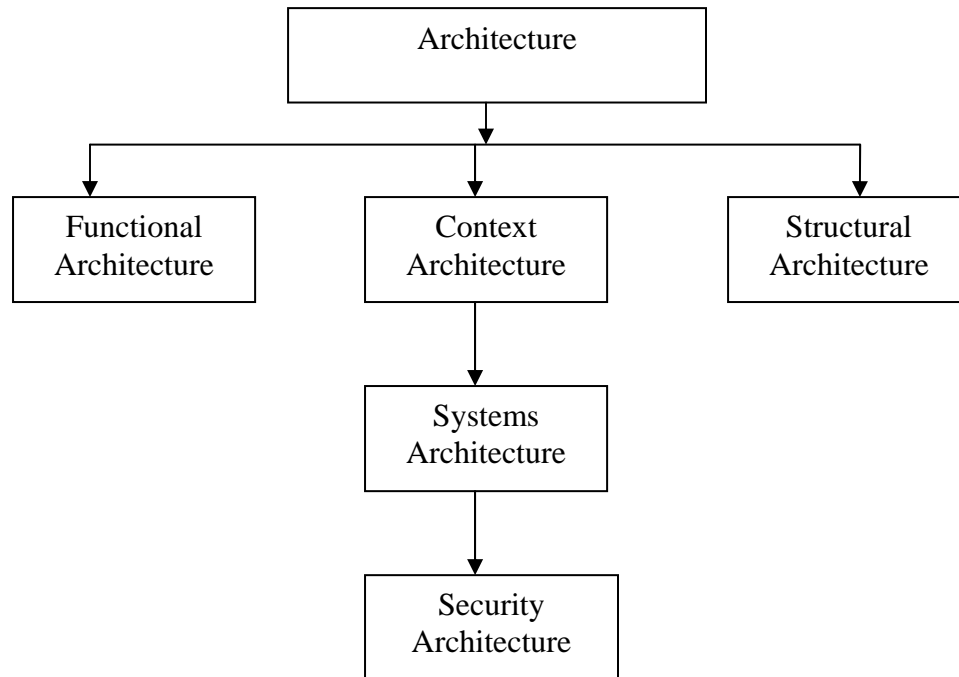 Architecture
Functional
Architecture
Context
Architecture
Structural
Architecture
Systems
Architecture
Security
Architecture